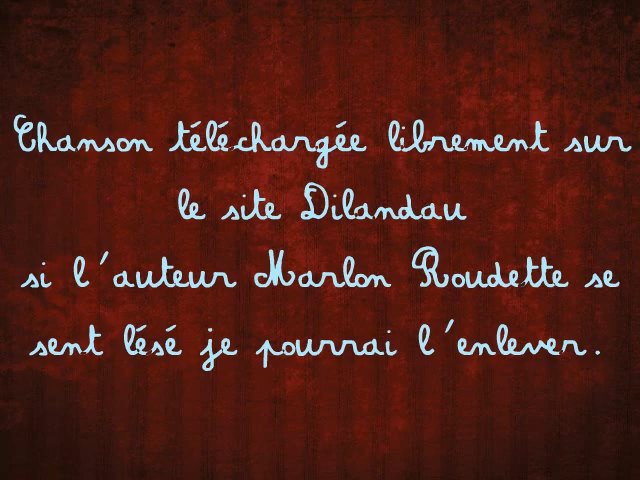 Chanson téléchargée librement sur
le site Dilandau
si l'auteur Marlon Roudette se
sent lésé je pourrai l'enlever.